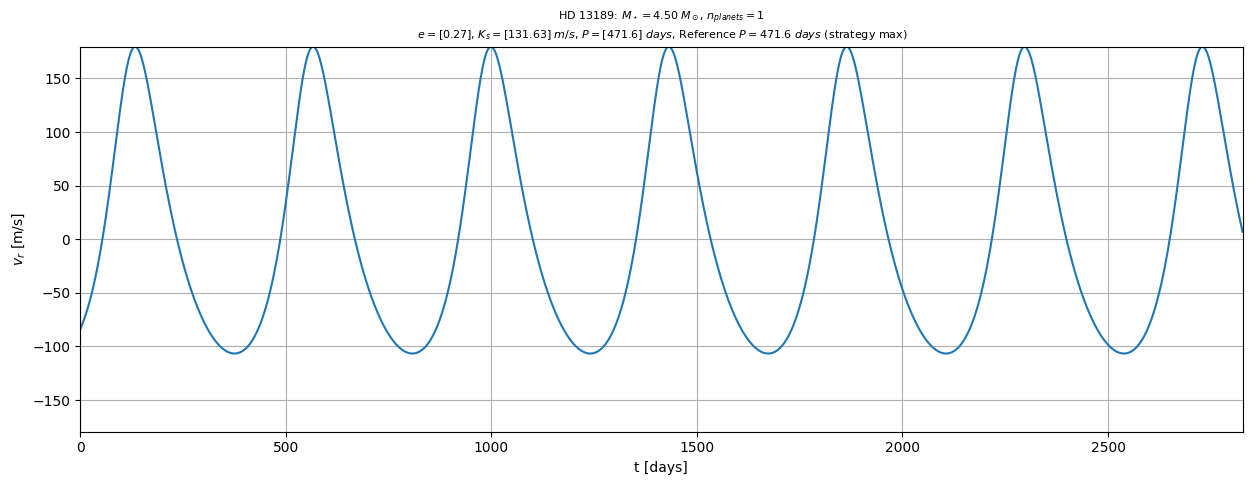 HD 13189: M⋆ = 4.50 M⊙, nplanets = 1
e = [0.27], Ks = [131.63] m/s, P = [471.6] days, Reference P = 471.6 days (strategy max)
150
100
50
0
−50
−100
−150
vr [m/s]
0 500 1000 1500 2000 2500
t [days]